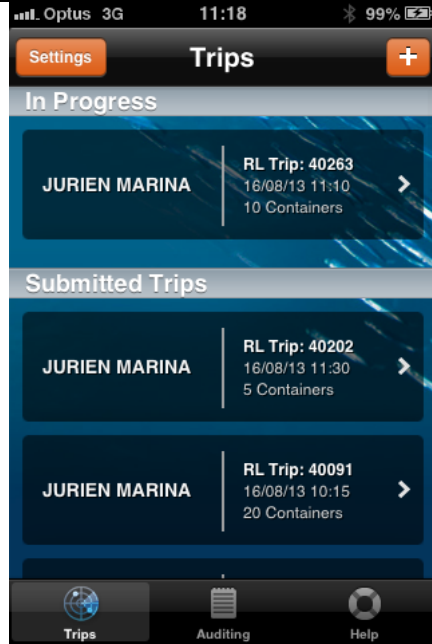 Optus 3G 11:18 99%
Settings Trips +
In Progress
JURIEN MARINA
RL Trip: 40263
16/08/13 11:10
10 Containers
Submitted Trips
JURIEN MARINA
RL Trip: 40202
16/08/13 11:30
5 Containers
JURIEN MARINA
RL Trip: 40091
16/08/13 10:15
20 Containers
Trips Auditing Help